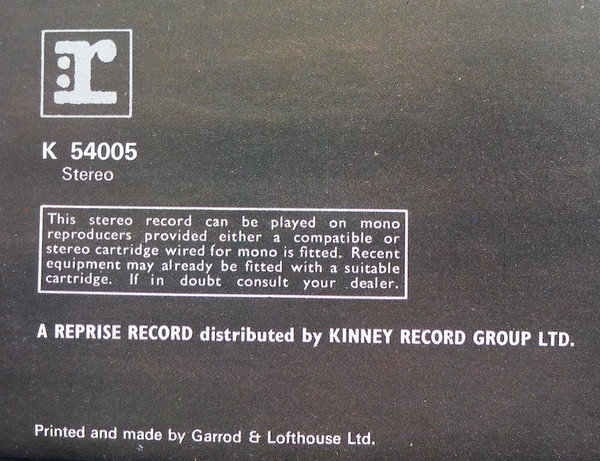 r
K 54005
Stereo
This stereo record can be played on mono
reproducers provided either a compatible or
stereo cartridge wired for mono is fitted. Recent
equipment may already be fitted with a suitable
cartridge. If in doubt consult your dealer.
A REPRISE RECORD distributed by KINNEY RECORD GROUP LTD.
Printed and made by Garrod & Lofthouse Ltd.